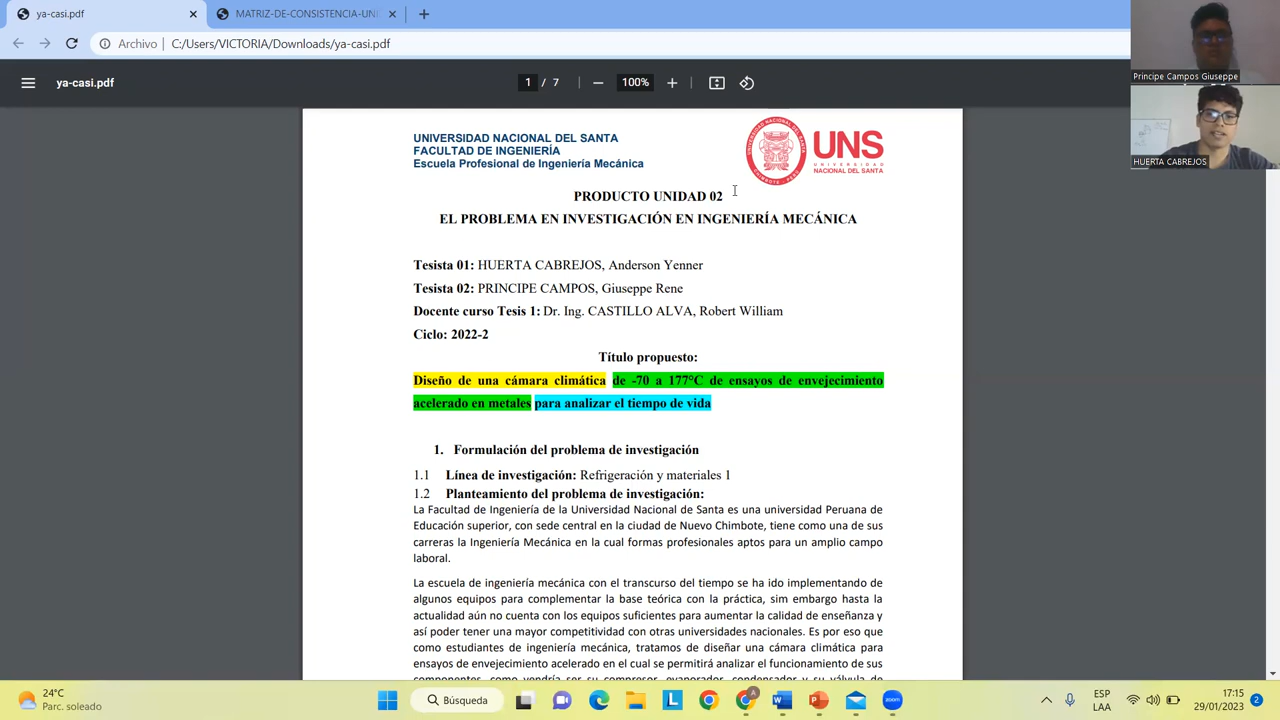 ya-casi.pdf
MATRIZ-DE-CONSISTENCIA-UNI
Archivo
C:/Users/VICTORIA/Downloads/ya-casi.pdf
ya-casi.pdf
1 / 7
100%
Principe Campos Giuseppe
HUERTA CABREJOS
UNIVERSIDAD NACIONAL DEL SANTA
FACULTAD DE INGENIERÍA
Escuela Profesional de Ingeniería Mecánica
UNS
UNIVERSIDAD
NACIONAL DEL SANTA
PRODUCTO UNIDAD 02
EL PROBLEMA EN INVESTIGACIÓN EN INGENIERÍA MECÁNICA
Tesista 01: HUERTA CABREJOS, Anderson Yenner
Tesista 02: PRINCIPE CAMPOS, Giuseppe Rene
Docente curso Tesis 1: Dr. Ing. CASTILLO ALVA, Robert William
Ciclo: 2022-2
Título propuesto:
Diseño de una cámara climática de -70 a 177°C de ensayos de envejecimiento
acelerado en metales para analizar el tiempo de vida
1. Formulación del problema de investigación
1.1 Línea de investigación: Refrigeración y materiales 1
1.2 Planteamiento del problema de investigación:
La Facultad de Ingeniería de la Universidad Nacional de Santa es una universidad Peruana de
Educación superior, con sede central en la ciudad de Nuevo Chimbote, tiene como una de sus
carreras la Ingeniería Mecánica en la cual formas profesionales aptos para un amplio campo
laboral.
La escuela de ingeniería mecánica con el transcurso del tiempo se ha ido implementando de
algunos equipos para complementar la base teórica con la práctica, sim embargo hasta la
actualidad aún no cuenta con los equipos suficientes para aumentar la calidad de enseñanza y
así poder tener una mayor competitividad con otras universidades nacionales. Es por eso que
como estudiantes de ingeniería mecánica, tratamos de diseñar una cámara climática para
ensayos de envejecimiento acelerado en el cual se permitirá analizar el funcionamiento de sus
componentes, como vendría ser su compresor, evaporador, condensador y su válvula de
24°C
Parc. soleado
Búsqueda
zoom
ESP
LAA
17:15
29/01/2023
2